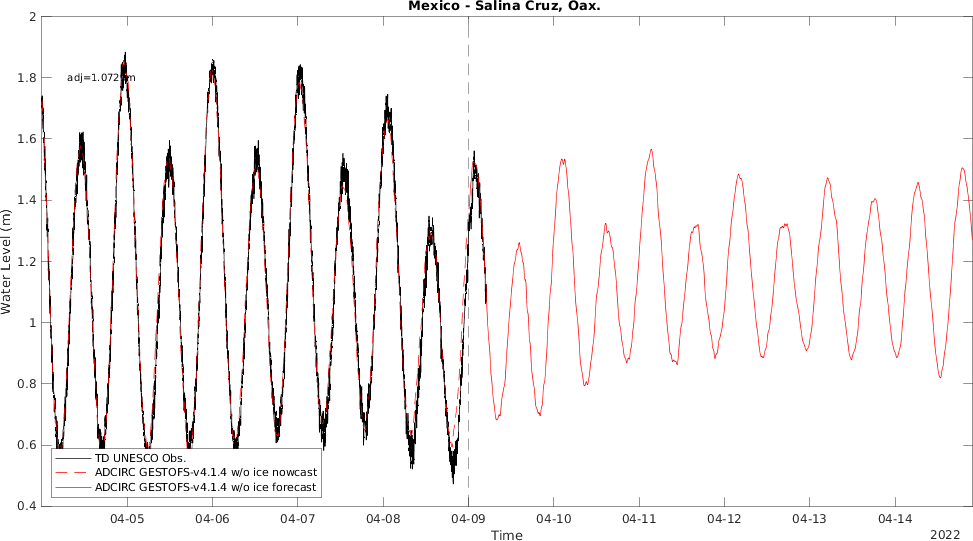 Mexico - Salina Cruz, Oax.
2
1.8
1.6
1.4
1.2
1
0.8
0.6
0.4
Water Level (m)
adj=1.0729m
TD UNESCO Obs.
ADCIRC GESTOFS-v4.1.4 w/o ice nowcast
ADCIRC GESTOFS-v4.1.4 w/o ice forecast
04-05 04-06 04-07 04-08 04-09 04-10 04-11 04-12 04-13 04-14
Time
2022